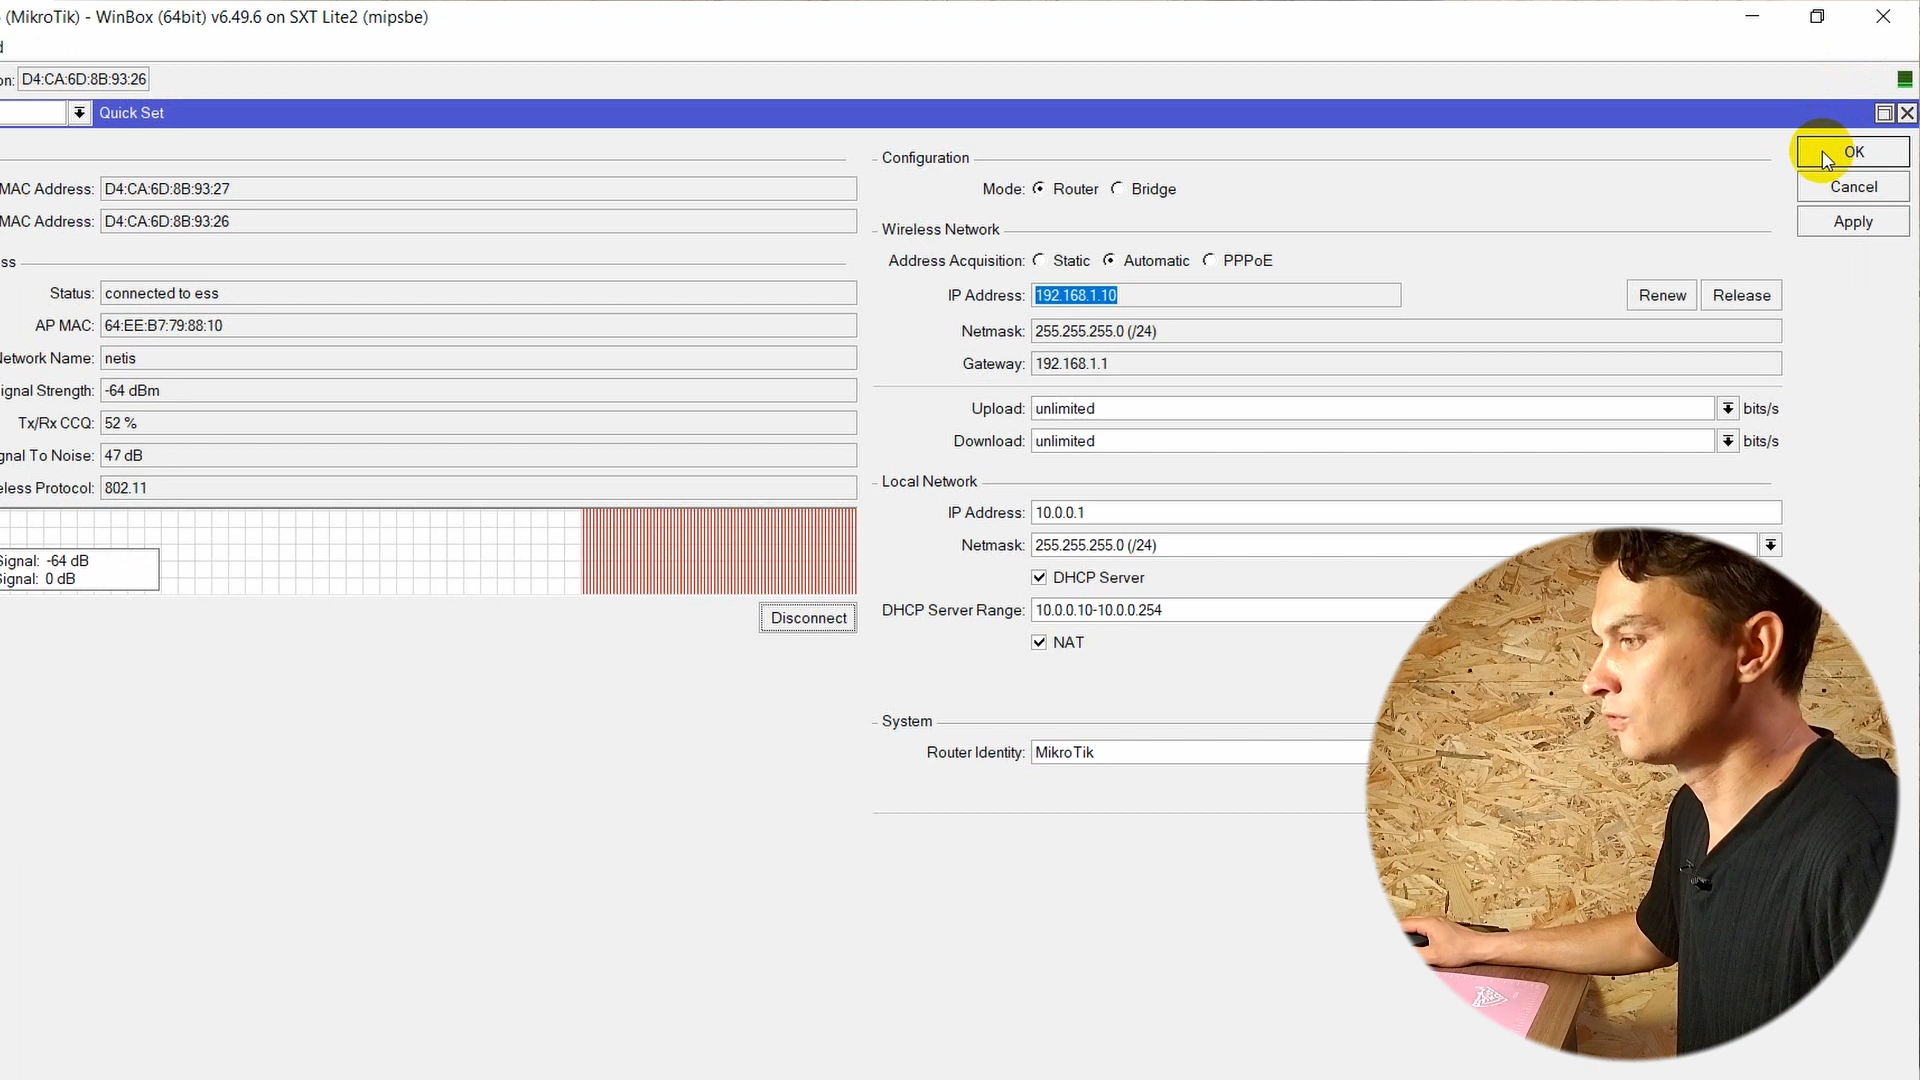 (MikroTik) - WinBox (64bit) v6.49.6 on SXT Lite2 (mipsbe)
D4:CA:6D:8B:93:26
Quick Set
MAC Address: D4:CA:6D:8B:93:27
MAC Address: D4:CA:6D:8B:93:26
ss
Status: connected to ess
AP MAC: 64:EE:B7:79:88:10
etwork Name: netis
ignal Strength: -64 dBm
Tx/Rx CCQ: 52 %
gnal To Noise: 47 dB
eless Protocol: 802.11
Signal: -64 dB
Signal: 0 dB
Disconnect
Configuration
Mode: Router Bridge
Wireless Network
Address Acquisition: Static Automatic PPPoE
IP Address: 192.168.1.10 Renew Release
Netmask: 255.255.255.0 (/24)
Gateway: 192.168.1.1
Upload: unlimited bits/s
Download: unlimited bits/s
Local Network
IP Address: 10.0.0.1
Netmask: 255.255.255.0 (/24)
DHCP Server
DHCP Server Range: 10.0.0.10-10.0.0.254
NAT
System
Router Identity: MikroTik
OK
Cancel
Apply